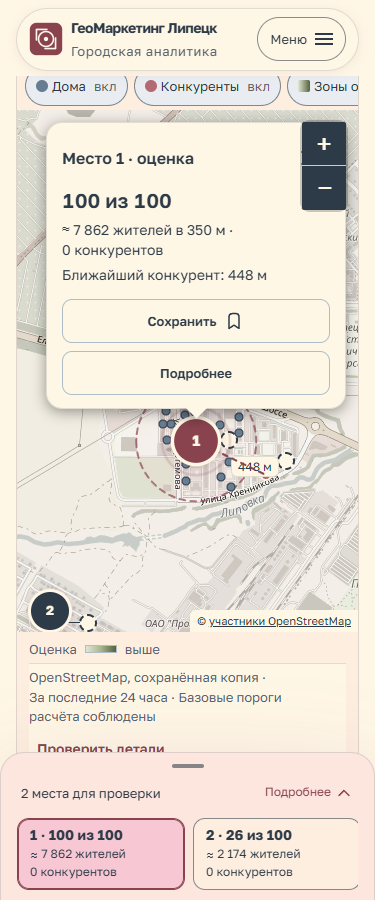 ГеоМаркетинг Липецк
Городская аналитика
Меню
Дома вкл
Конкуренты вкл
Зоны о
Место 1 · оценка
+
−
100 из 100
≈ 7 862 жителей в 350 м ·
0 конкурентов
Ближайший конкурент: 448 м
Сохранить
Подробнее
1
448 м
улица Хренникова
Липовка
2
ОАО "Про
© участники OpenStreetMap
Оценка выше
OpenStreetMap, сохранённая копия ·
За последние 24 часа · Базовые пороги
расчёта соблюдены
Проверить детали
2 места для проверки
Подробнее
1 · 100 из 100
≈ 7 862 жителей
0 конкурентов
2 · 26 из 100
≈ 2 174 жителей
0 конкурентов